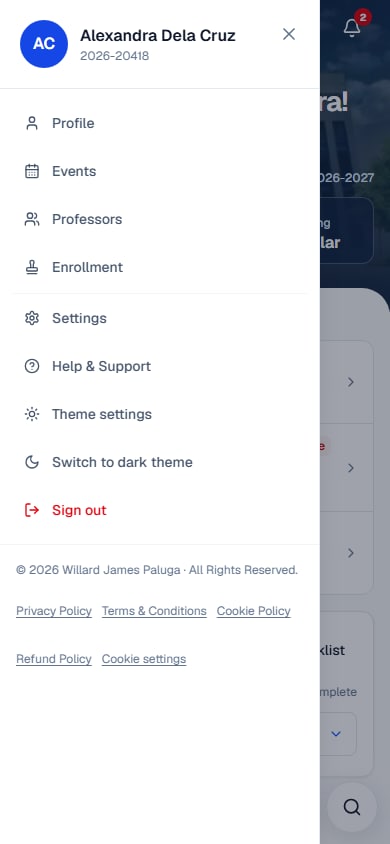 AC
Alexandra Dela Cruz
2026-20418
2
ra!
Profile
Events
026-2027
Professors
ng
lar
Enrollment
Settings
Help & Support
Theme settings
e
Switch to dark theme
Sign out
© 2026 Willard James Paluga · All Rights Reserved.
Privacy Policy Terms & Conditions Cookie Policy
klist
Refund Policy Cookie settings
mplete